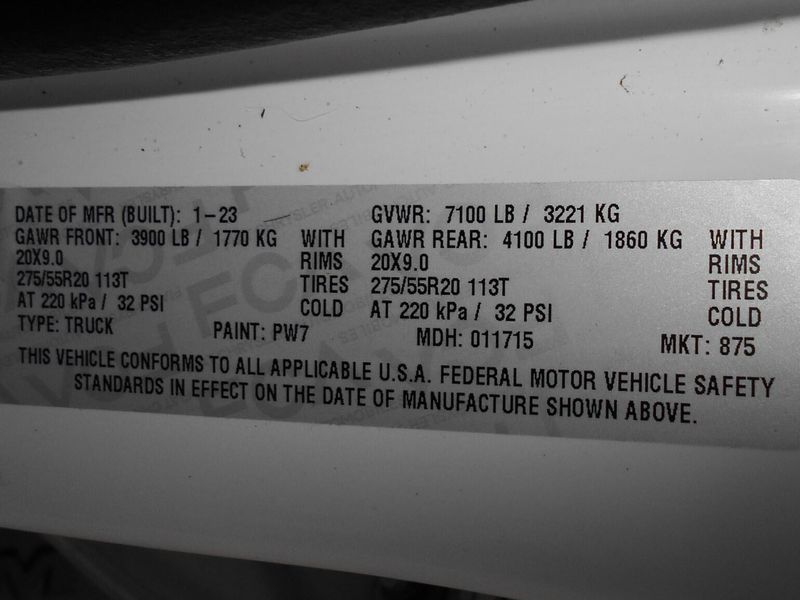 DATE OF MFR (BUILT): 1-23 GVWR: 7100 LB / 3221 KG
GAWR FRONT: 3900 LB / 1770 KG WITH GAWR REAR: 4100 LB / 1860 KG WITH
20X9.0 RIMS 20X9.0 RIMS
275/55R20 113T TIRES 275/55R20 113T TIRES
AT 220 kPa / 32 PSI COLD AT 220 kPa / 32 PSI COLD
TYPE: TRUCK PAINT: PW7 MDH: 011715 MKT: 875
THIS VEHICLE CONFORMS TO ALL APPLICABLE U.S.A. FEDERAL MOTOR VEHICLE SAFETY
STANDARDS IN EFFECT ON THE DATE OF MANUFACTURE SHOWN ABOVE.